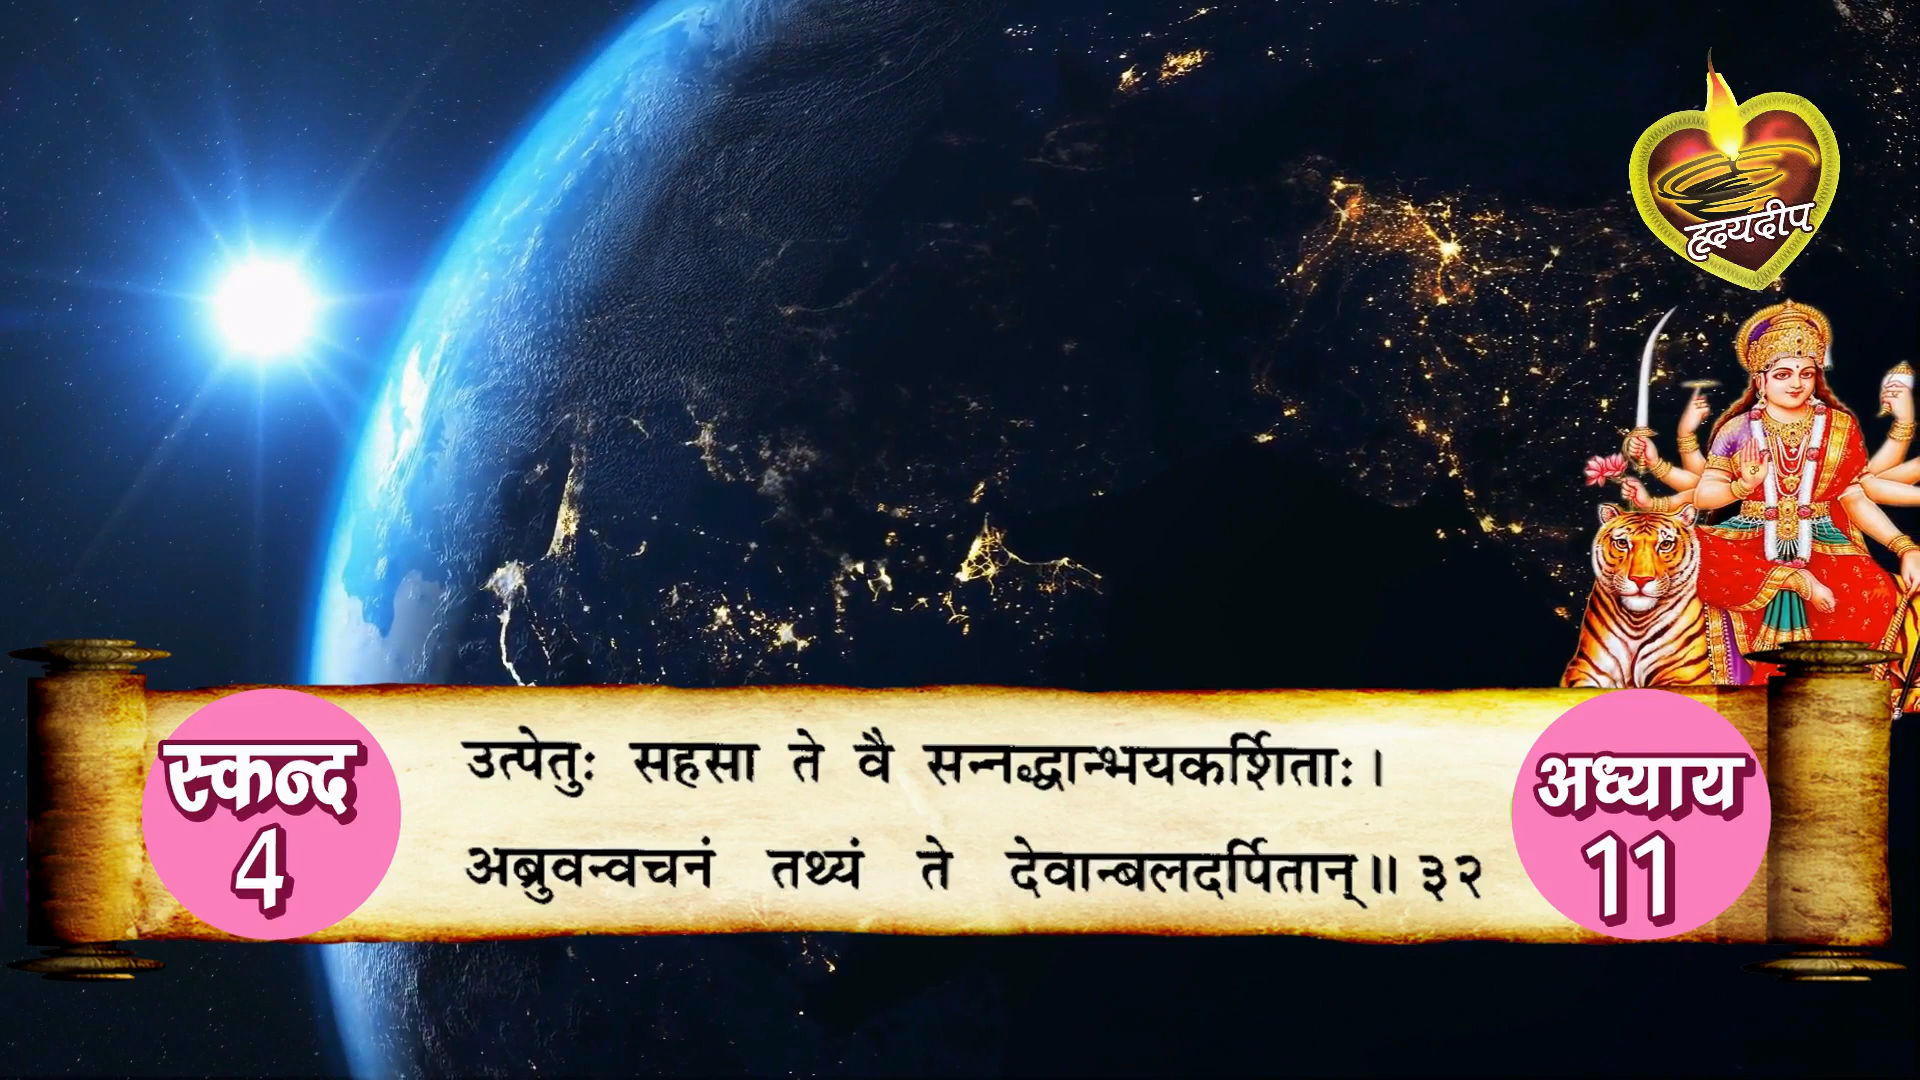 हृदयदीप
स्कन्द
4
उत्पेतुः सहसा ते वै सन्नद्धान्भयकर्शिताः।
अब्रुवन्वचनं तथ्यं ते देवान्बलदर्पितान्॥ ३२
अध्याय
11